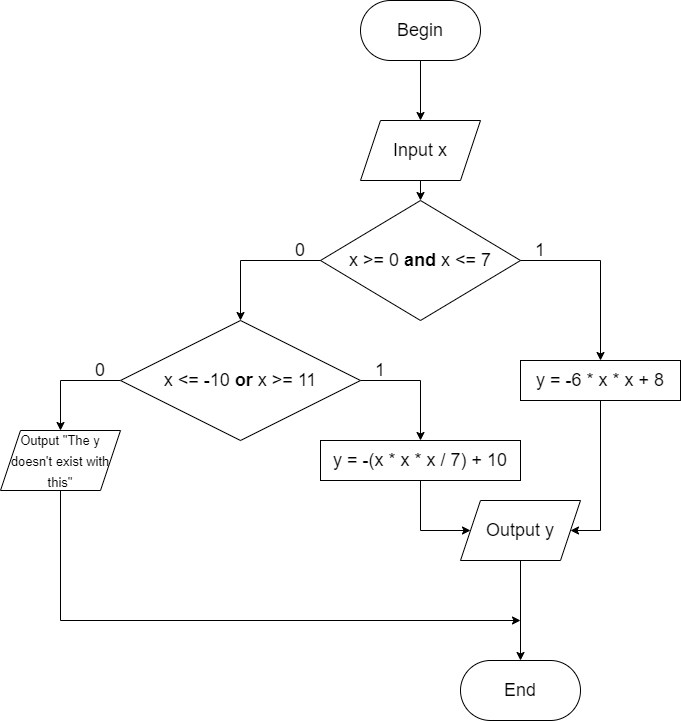 Begin
Input x
x >= 0 and x <= 7
0
1
x <= -10 or x >= 11
0
1
y = -6 * x * x + 8
Output "The y
doesn't exist with
this"
y = -(x * x * x / 7) + 10
Output y
End